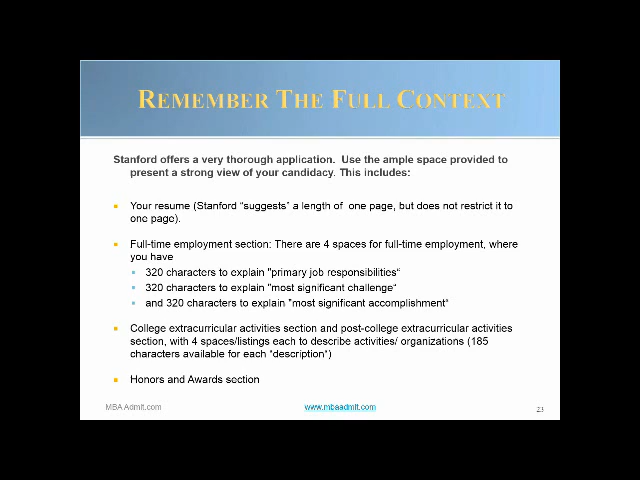 REMEMBER THE FULL CONTEXT
Stanford offers a very thorough application.  Use the ample space provided to
present a strong view of your candidacy. This includes:
Your resume (Stanford "suggests" a length of  one page, but does not restrict it to
one page).
Full-time employment section: There are 4 spaces for full-time employment, where
you have
320 characters to explain "primary job responsibilities"
320 characters to explain "most significant challenge"
and 320 characters to explain "most significant accomplishment"
College extracurricular activities section and post-college extracurricular activities
section, with 4 spaces/listings each to describe activities/ organizations (185
characters available for each "description")
Honors and Awards section
MBA Admit.com
www.mbaadmit.com
23